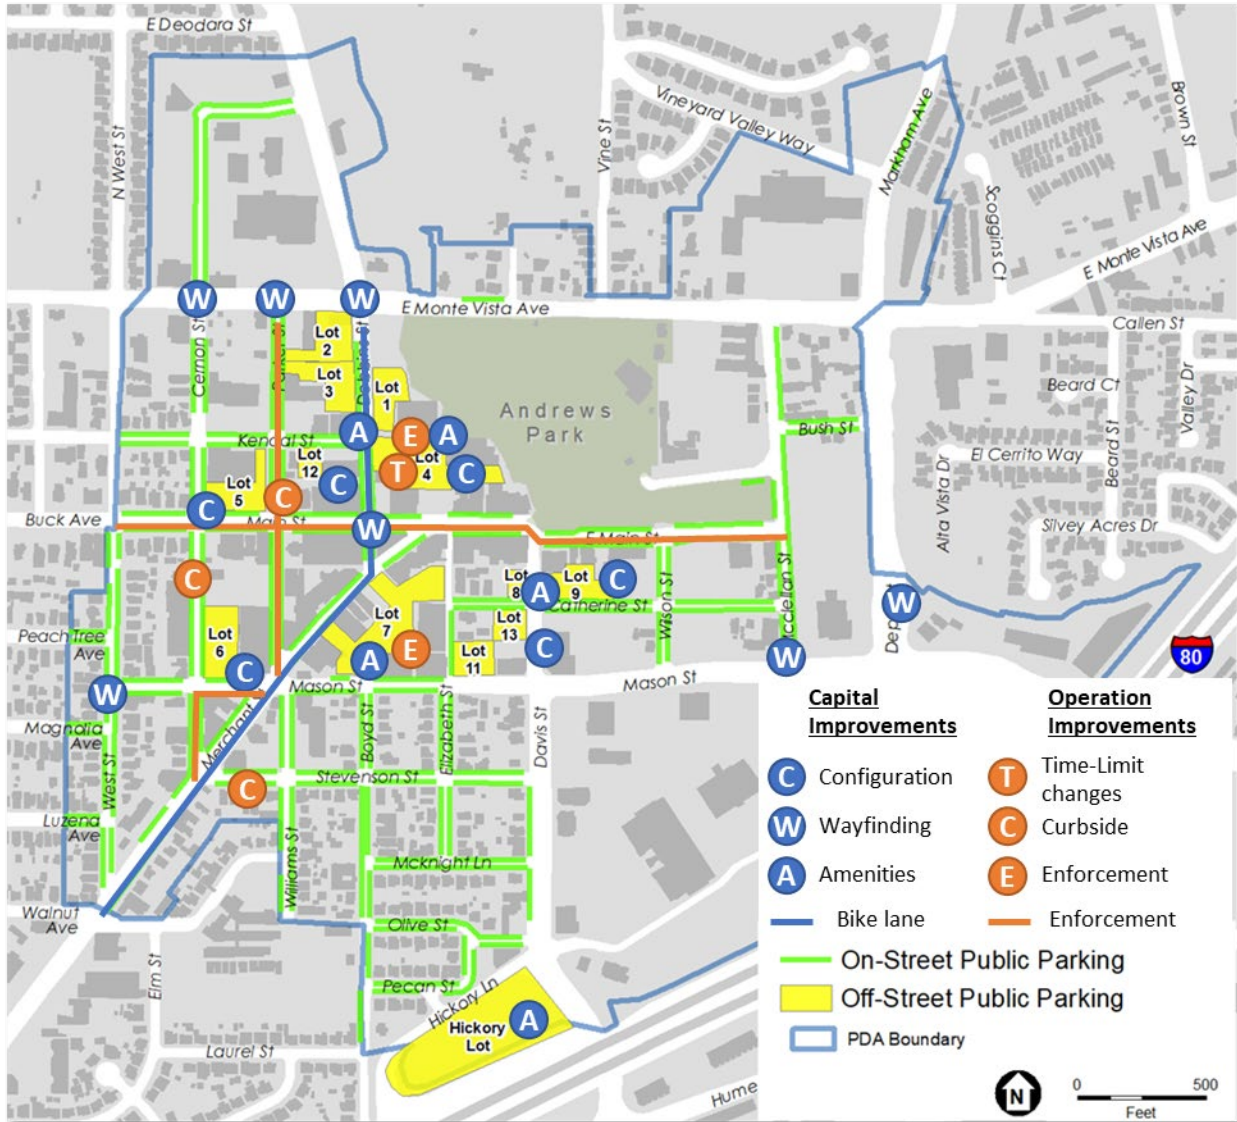 E Deodara St
N West St
Vine St
Vineyard Valley Way
Markham Ave
Brown St
Scoggins Ct
E Monte Vista Ave
W
W
W
E Monte Vista Ave
Callen St
Cernon St
Lot
2
Lot
3
Lot
1
Andrews
Park
Beard Ct
Valley Dr
Beard St
Kendal St
A
E
A
Bush St
El Cerrito Way
Lot
12
T
Lot
4
C
C
Lot
5
C
C
Alta Vista Dr
Buck Ave
Main St
W
E Main St
Silvey Acres Dr
C
Lot
8
A
Lot
9
C
Catherine St
Wilson St
W
Peach Tree
Ave
Lot
6
Lot
7
Lot
13
C
A
E
Lot
11
W
80
C
W
Mason St
Mason St
Magnolia
Ave
Merchant
Boyd St
Elizabeth St
Davis St
West St
Stevenson St
C
Luzena
Ave
Williams St
Mcknight Ln
Walnut
Ave
Olive St
Elm St
Pecan St
Hickory Ln
Hickory
Lot
A
Laurel St
Hume
Capital
Improvements
C Configuration
W Wayfinding
A Amenities
Bike lane
Operation
Improvements
T Time-Limit
changes
C Curbside
E Enforcement
Enforcement
On-Street Public Parking
Off-Street Public Parking
PDA Boundary
N
0 500
Feet